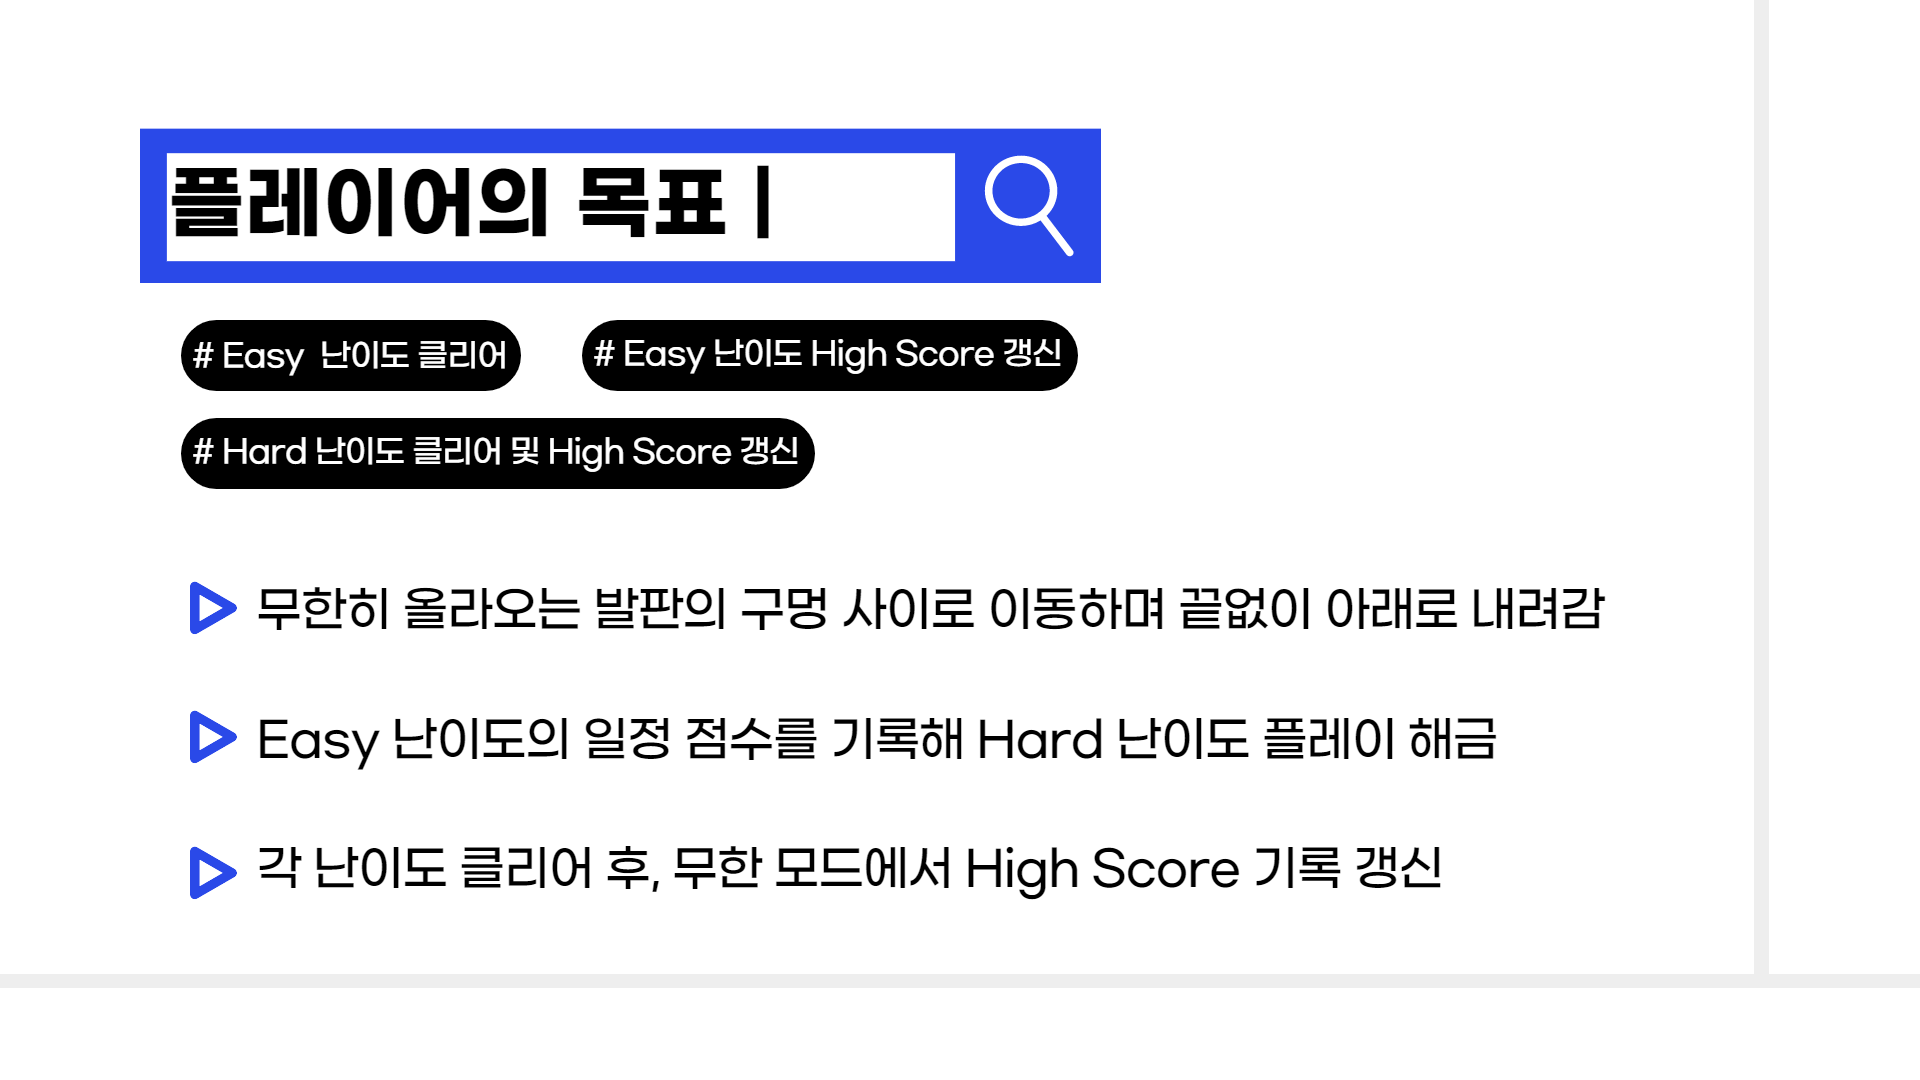 플레이어의 목표 |
# Easy 난이도 클리어
# Easy 난이도 High Score 갱신
# Hard 난이도 클리어 및 High Score 갱신
무한히 올라오는 발판의 구멍 사이로 이동하며 끝없이 아래로 내려감
Easy 난이도의 일정 점수를 기록해 Hard 난이도 플레이 해금
각 난이도 클리어 후, 무한 모드에서 High Score 기록 갱신